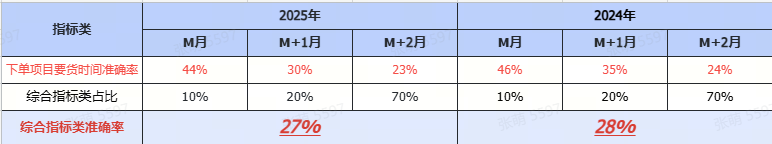 指标类 2025年 2024年
M月 M+1月 M+2月 M月 M+1月 M+2月
下单项目要货时间准确率 44% 30% 23% 46% 35% 24%
综合指标类占比 10% 20% 70% 10% 20% 70%
综合指标类准确率 27% 28%